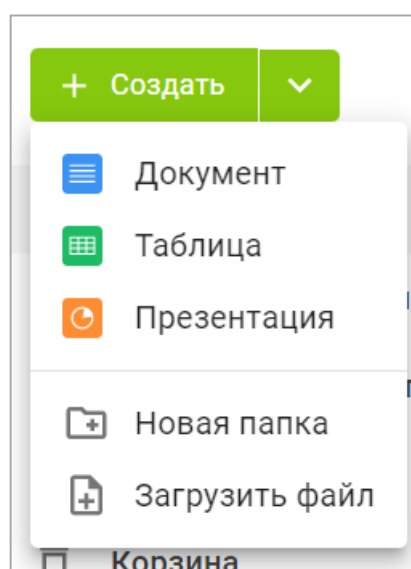 + Создать
Документ
Таблица
Презентация
Новая папка
Загрузить файл
Корзина